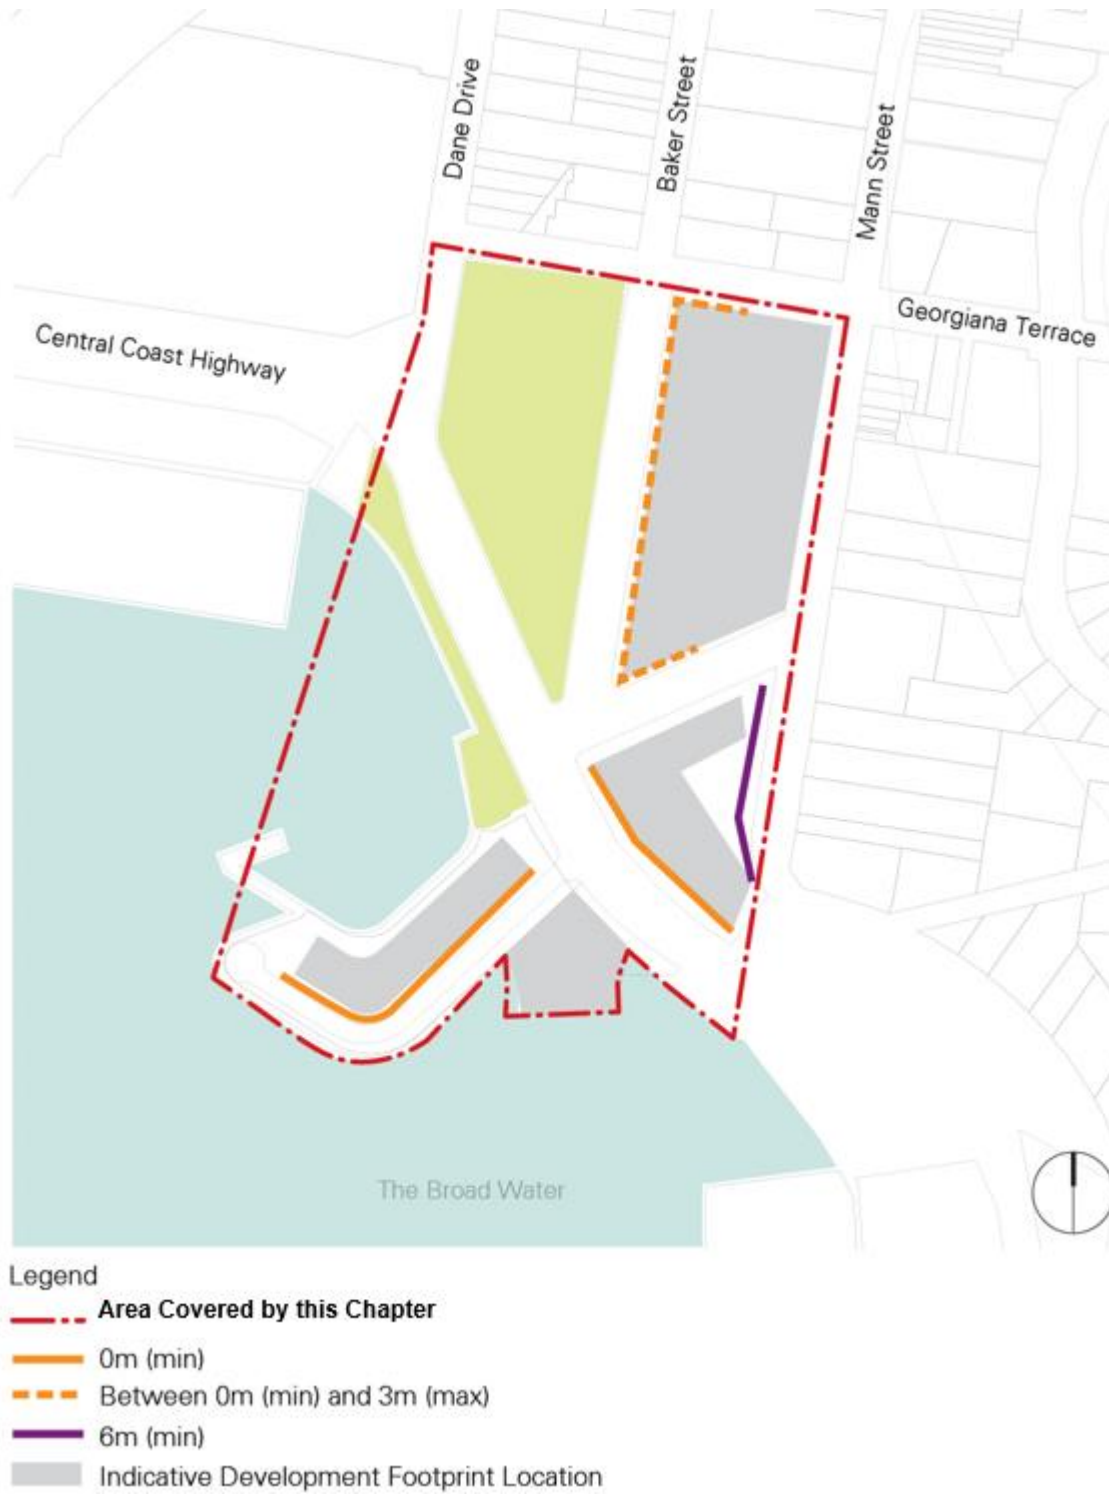 Dane Drive
Baker Street
Mann Street
Georgiana Terrace
Central Coast Highway
The Broad Water
Legend
Area Covered by this Chapter
0m (min)
Between 0m (min) and 3m (max)
6m (min)
Indicative Development Footprint Location